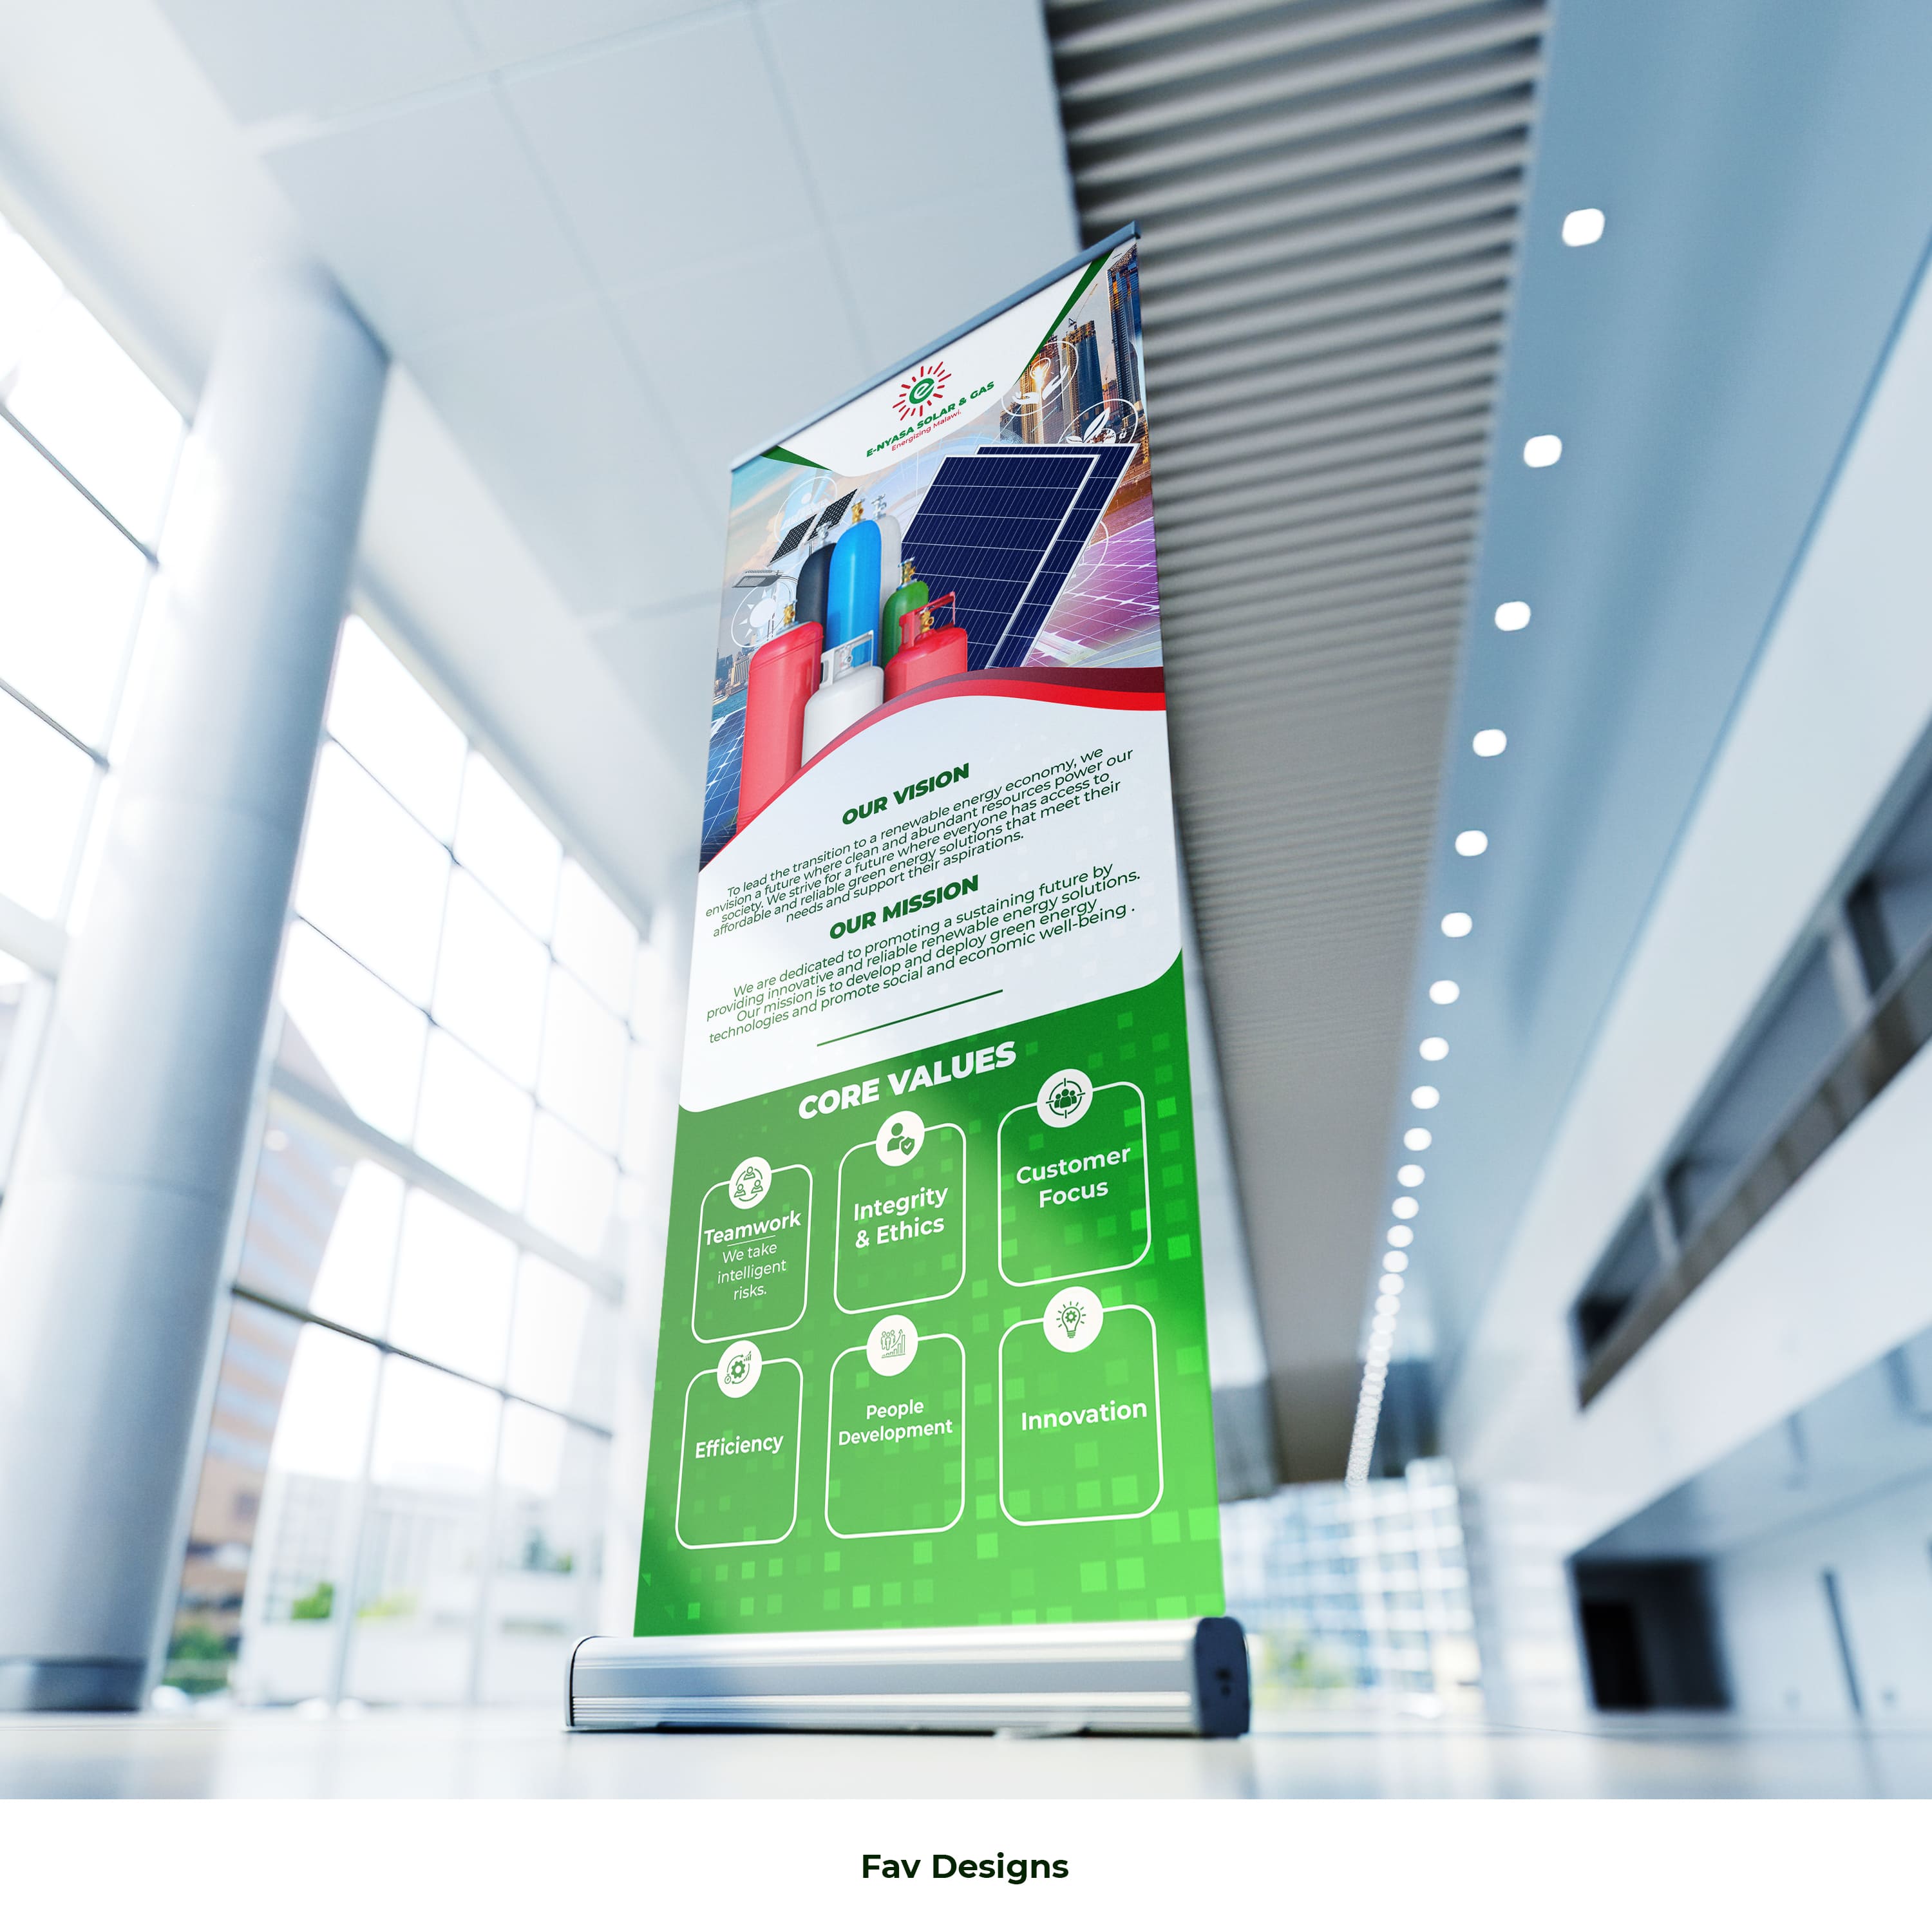 E-NYASA SOLAR & GAS
Energizing Malawi.
OUR VISION
To lead the transition to a renewable energy economy, we
envision a future where clean and abundant resources power our
society. We strive for a future where everyone has access to
affordable and reliable green energy solutions that meet their
needs and support their aspirations.
OUR MISSION
We are dedicated to promoting a sustaining future by
providing innovative and reliable renewable energy solutions.
Our mission is to develop and deploy green energy
technologies and promote social and economic well-being .
CORE VALUES
Teamwork
We take
intelligent
risks.
Integrity
& Ethics
Customer
Focus
Efficiency
People
Development
Innovation
Fav Designs